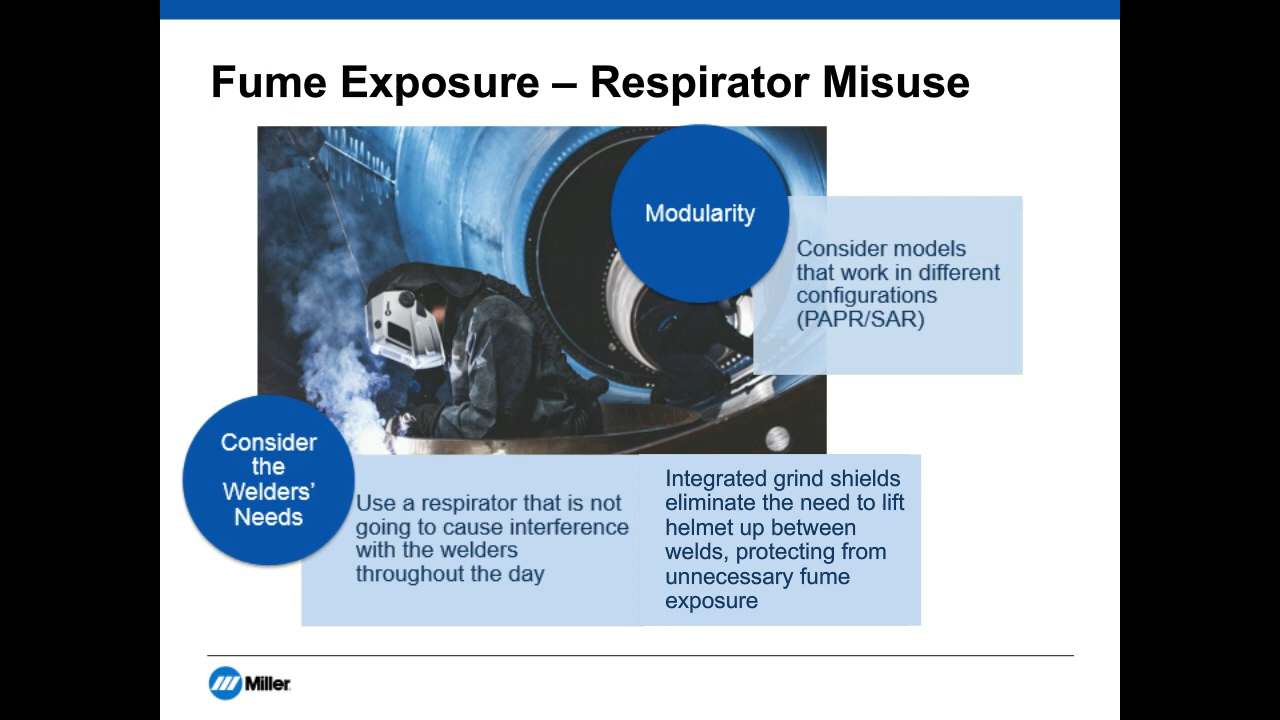 Fume Exposure – Respirator Misuse
Modularity
Consider models
that work in different
configurations
(PAPR/SAR)
Consider
the
Welders’
Needs
Use a respirator that is not
going to cause interference
with the welders
throughout the day
Integrated grind shields
eliminate the need to lift
helmet up between
welds, protecting from
unnecessary fume
exposure
Miller